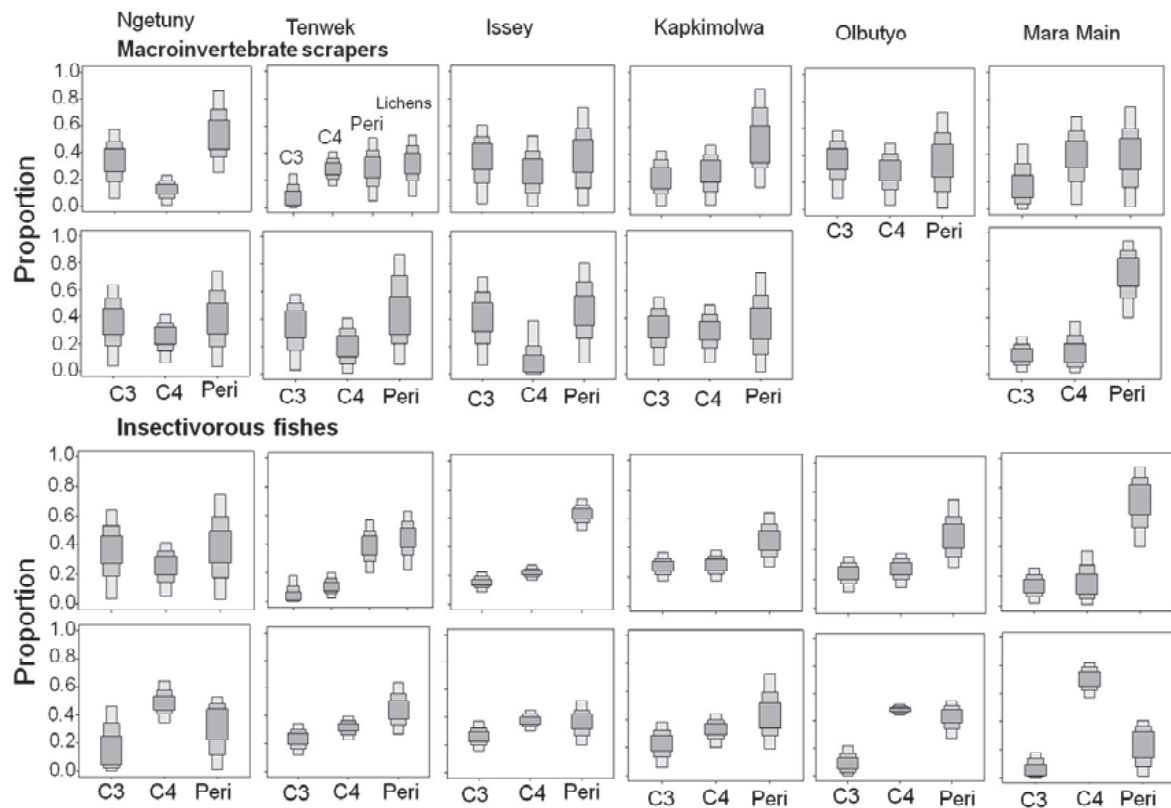 Ngetuny Tenwek Issey Kapkimolwa Olbutyo Mara Main
Macroinvertebrate scrapers
Proportion
1.0
0.8
0.6
0.4
0.2
0.0
C3 C4 Peri Lichens
C3 C4 Peri
1.0
0.8
0.6
0.4
0.2
0.0
C3 C4 Peri C3 C4 Peri C3 C4 Peri C3 C4 Peri C3 C4 Peri
Insectivorous fishes
Proportion
1.0
0.8
0.6
0.4
0.2
0.0
1.0
0.8
0.6
0.4
0.2
0.0
C3 C4 Peri C3 C4 Peri C3 C4 Peri C3 C4 Peri C3 C4 Peri C3 C4 Peri